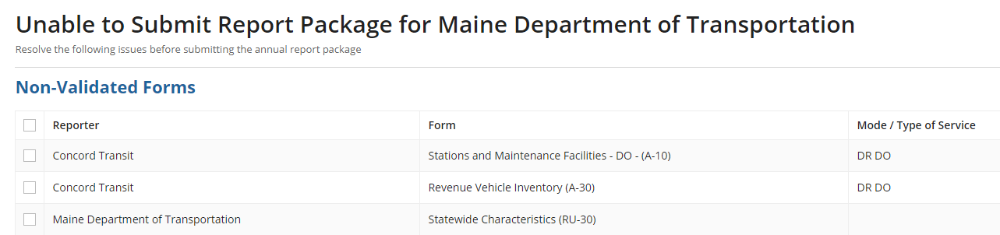 Unable to Submit Report Package for Maine Department of Transportation
Resolve the following issues before submitting the annual report package
Non-Validated Forms
Reporter Form Mode / Type of Service
Concord Transit Stations and Maintenance Facilities - DO - (A-10) DR DO
Concord Transit Revenue Vehicle Inventory (A-30) DR DO
Maine Department of Transportation Statewide Characteristics (RU-30)